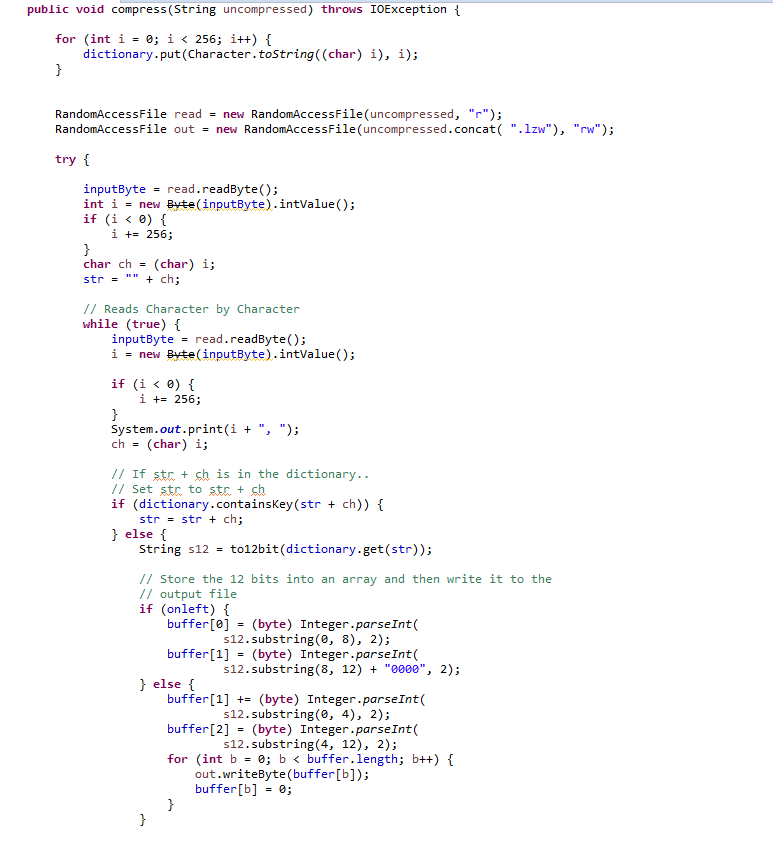 public void compress(String uncompressed) throws IOException {
for (int i = 0; i < 256; i++) {
dictionary.put(Character.toString((char) i), i);
}
RandomAccessFile read = new RandomAccessFile(uncompressed, "r");
RandomAccessFile out = new RandomAccessFile(uncompressed.concat( ".lzw"), "rw");
try {
inputByte = read.readByte();
int i = new Byte(inputByte).intValue();
if (i < 0) {
i += 256;
}
char ch = (char) i;
str = "" + ch;
// Reads Character by Character
while (true) {
inputByte = read.readByte();
i = new Byte(inputByte).intValue();
if (i < 0) {
i += 256;
}
System.out.print(i + ", ");
ch = (char) i;
// If str + ch is in the dictionary..
// Set str to str + ch
if (dictionary.containsKey(str + ch)) {
str = str + ch;
} else {
String s12 = to12bit(dictionary.get(str));
// Store the 12 bits into an array and then write it to the
// output file
if (onleft) {
buffer[0] = (byte) Integer.parseInt(
s12.substring(0, 8), 2);
buffer[1] = (byte) Integer.parseInt(
s12.substring(8, 12) + "0000", 2);
} else {
buffer[1] += (byte) Integer.parseInt(
s12.substring(0, 4), 2);
buffer[2] = (byte) Integer.parseInt(
s12.substring(4, 12), 2);
for (int b = 0; b < buffer.length; b++) {
out.writeByte(buffer[b]);
buffer[b] = 0;
}
}